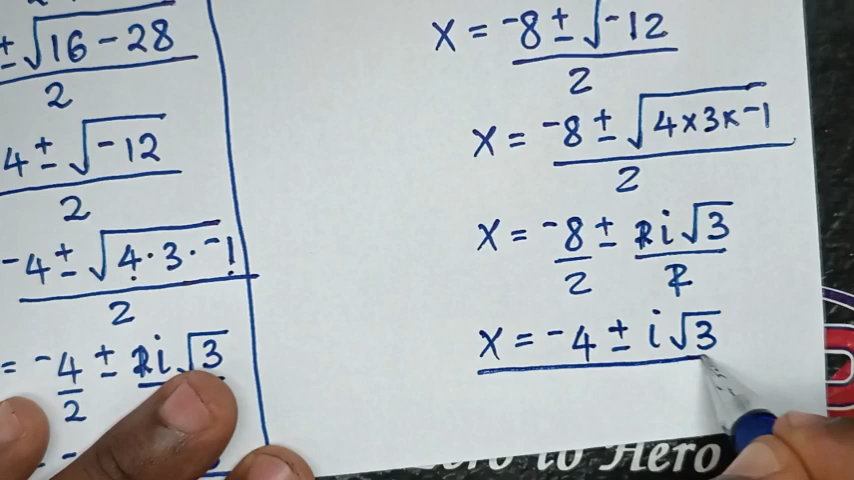 ± √16 - 28
2
4 ± √-12
2
-4 ± √4 · 3 · -1
2
= -4/2 ± 2i√3
x = -8 ± √-12
2
x = -8 ± √4 x 3 x -1
2
x = -8/2 ± 2i√3/2
x = -4 ± i√3
to Hero